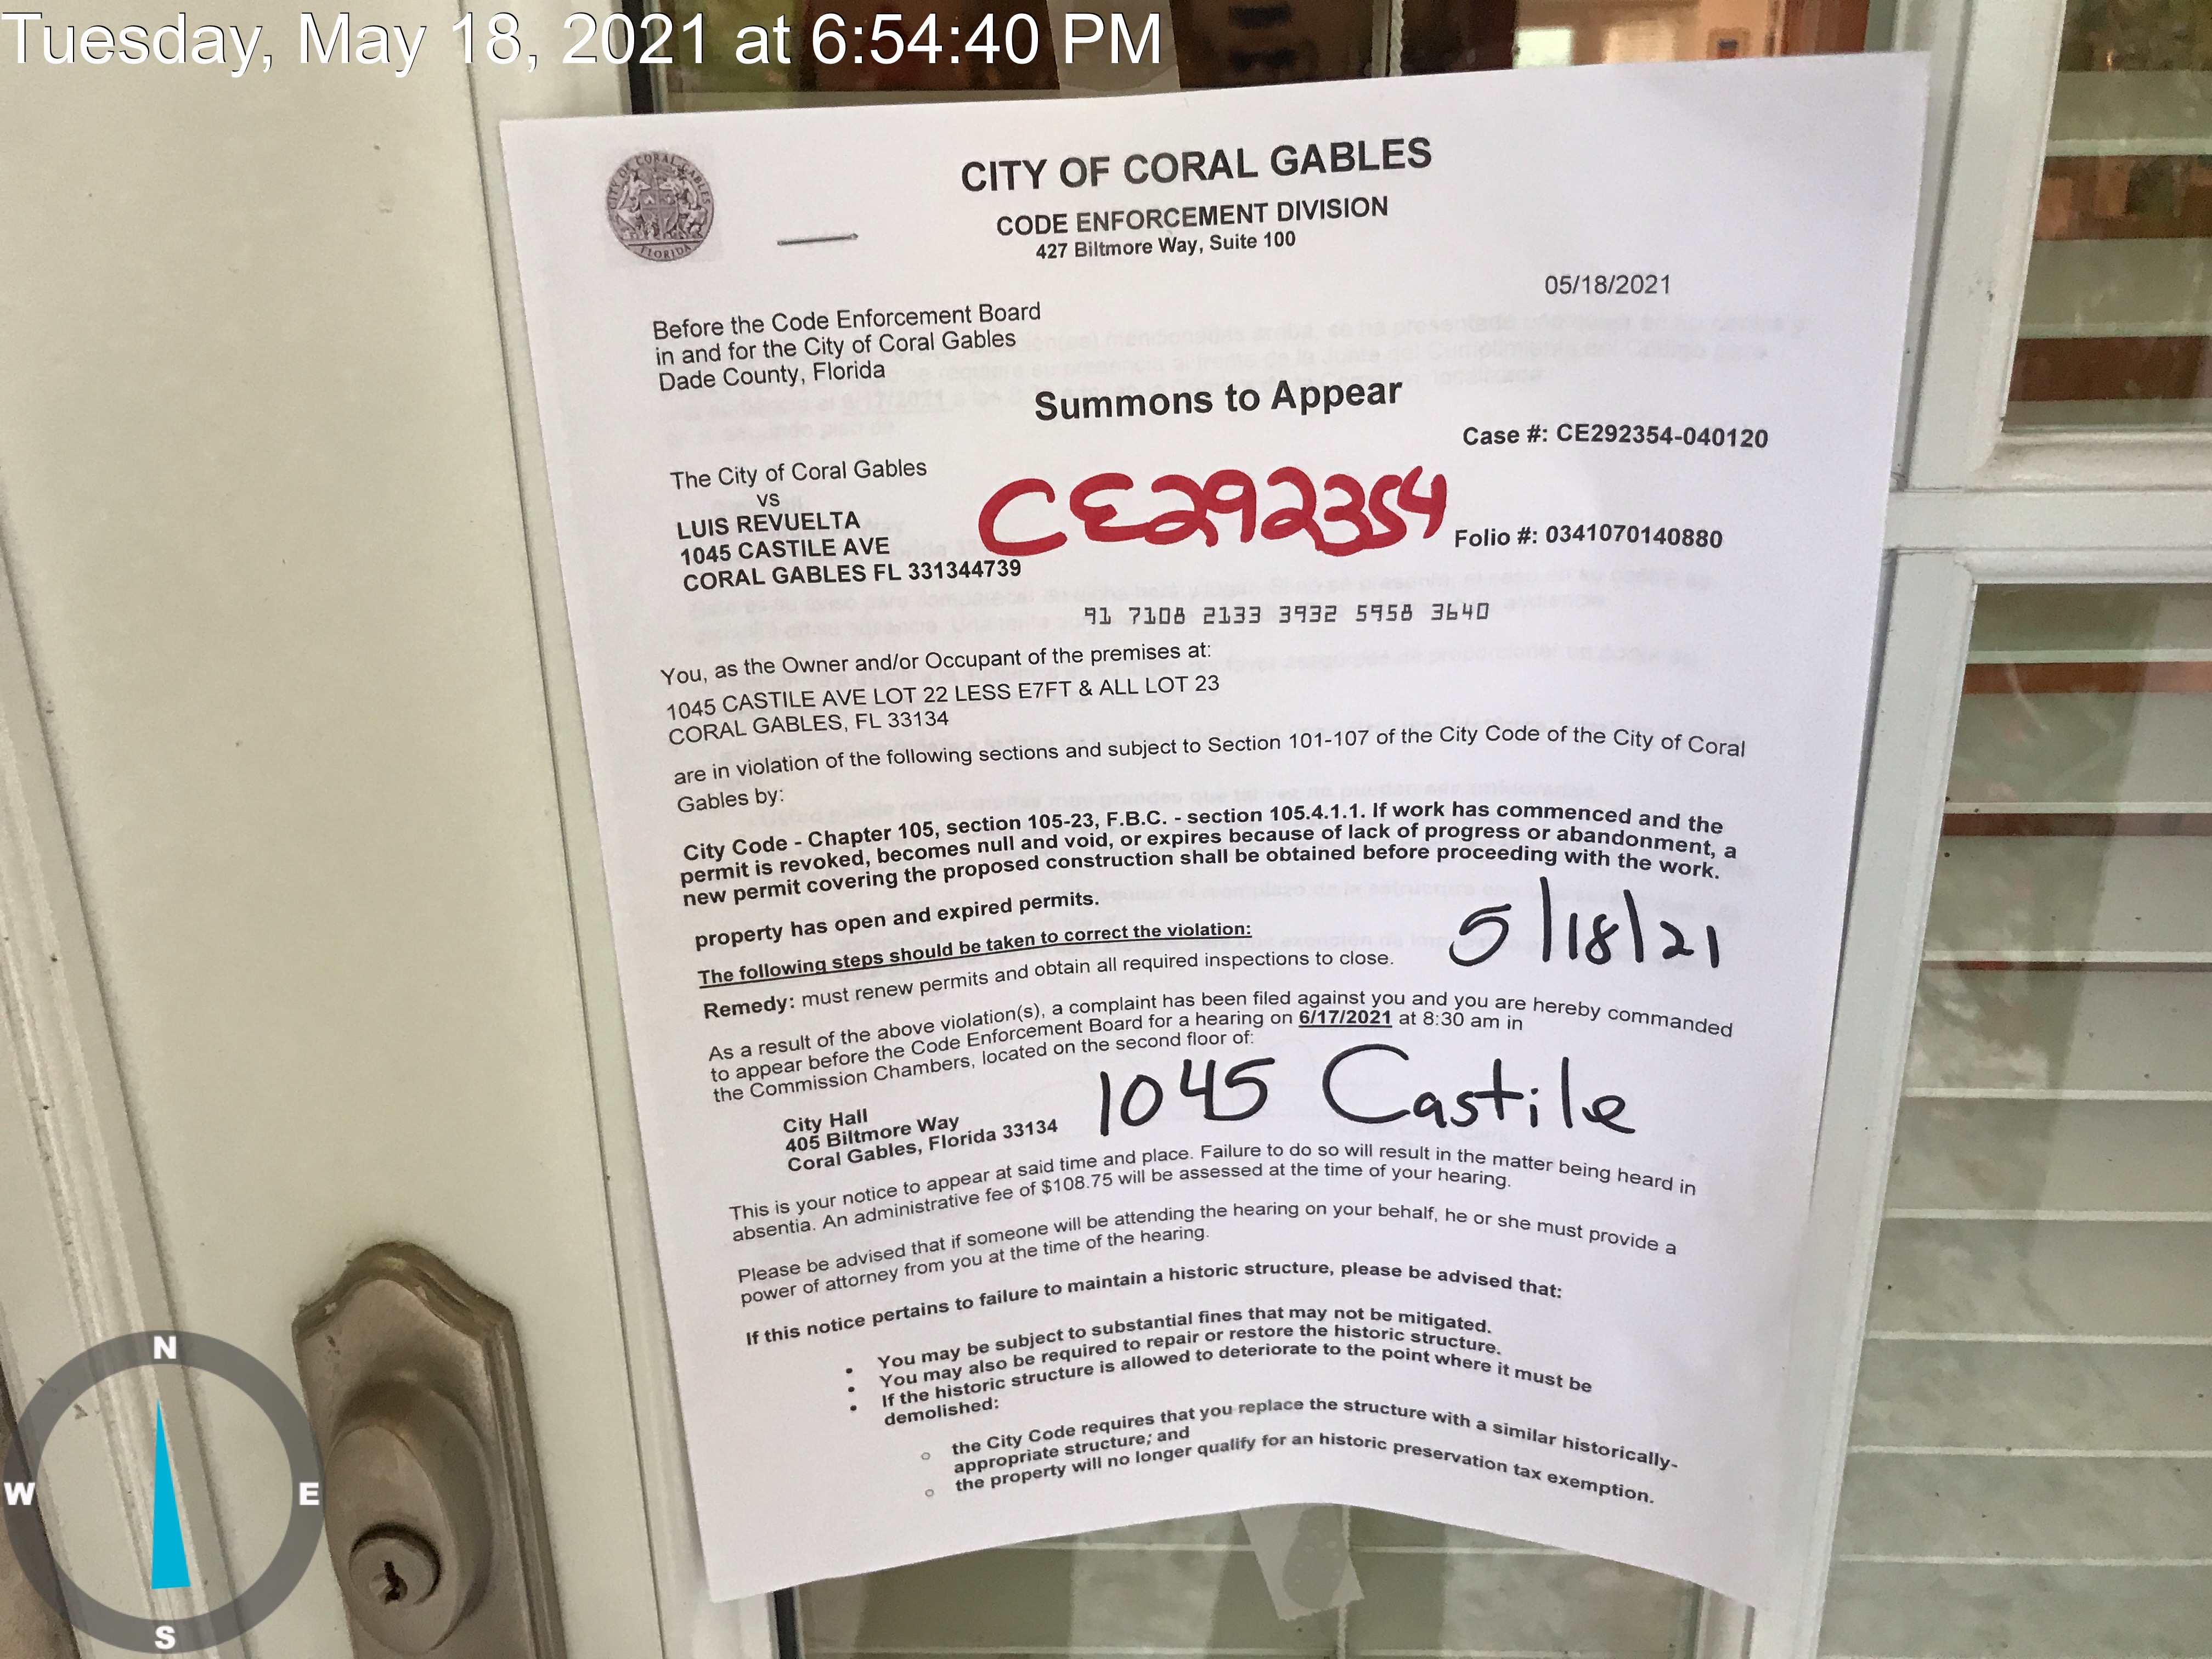 Tuesday, May 18, 2021 at 6:54:40 PM
CITY OF CORAL GABLES
FLORIDA
CITY OF CORAL GABLES
CODE ENFORCEMENT DIVISION
427 Biltmore Way, Suite 100
05/18/2021
Before the Code Enforcement Board
in and for the City of Coral Gables
Dade County, Florida
Summons to Appear
Case #: CE292354-040120
The City of Coral Gables
vs
LUIS REVUELTA
1045 CASTILE AVE
CORAL GABLES FL 331344739
CE292354
Folio #: 0341070140880
91 7108 2133 3932 5958 3640
You, as the Owner and/or Occupant of the premises at:
1045 CASTILE AVE LOT 22 LESS E7FT & ALL LOT 23
CORAL GABLES, FL 33134
are in violation of the following sections and subject to Section 101-107 of the City Code of the City of Coral
Gables by:
City Code - Chapter 105, section 105-23, F.B.C. - section 105.4.1.1. If work has commenced and the
permit is revoked, becomes null and void, or expires because of lack of progress or abandonment, a
new permit covering the proposed construction shall be obtained before proceeding with the work.
property has open and expired permits.
5/18/21
The following steps should be taken to correct the violation:
Remedy: must renew permits and obtain all required inspections to close.
As a result of the above violation(s), a complaint has been filed against you and you are hereby commanded
to appear before the Code Enforcement Board for a hearing on 6/17/2021 at 8:30 am in
the Commission Chambers, located on the second floor of:
City Hall
405 Biltmore Way
Coral Gables, Florida 33134
1045 Castile
This is your notice to appear at said time and place. Failure to do so will result in the matter being heard in
absentia. An administrative fee of $108.75 will be assessed at the time of your hearing.
Please be advised that if someone will be attending the hearing on your behalf, he or she must provide a
power of attorney from you at the time of the hearing.
If this notice pertains to failure to maintain a historic structure, please be advised that:
• You may be subject to substantial fines that may not be mitigated.
• You may also be required to repair or restore the historic structure.
• If the historic structure is allowed to deteriorate to the point where it must be
demolished:
o the City Code requires that you replace the structure with a similar historically-
appropriate structure; and
o the property will no longer qualify for an historic preservation tax exemption.
N
W
E
S